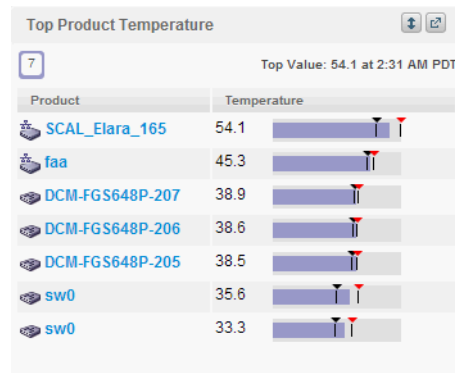 Top Product Temperature
7
Top Value: 54.1 at 2:31 AM PDT
Product Temperature
SCAL_Elara_165 54.1
faa 45.3
DCM-FGS648P-207 38.9
DCM-FGS648P-206 38.6
DCM-FGS648P-205 38.5
sw0 35.6
sw0 33.3